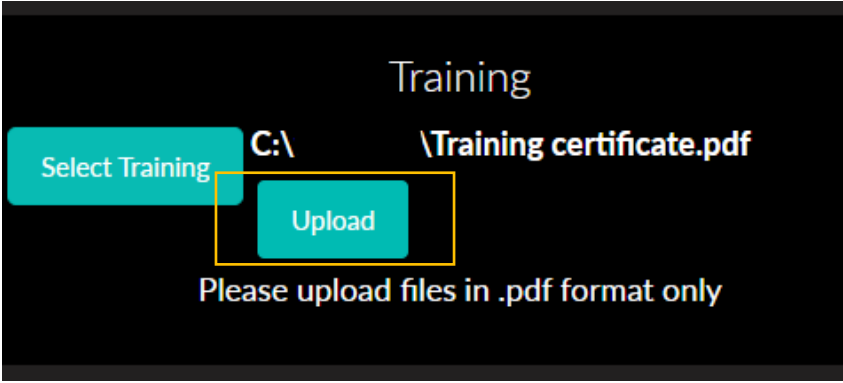 Training
Select Training
C:\ \Training certificate.pdf
Upload
Please upload files in .pdf format only